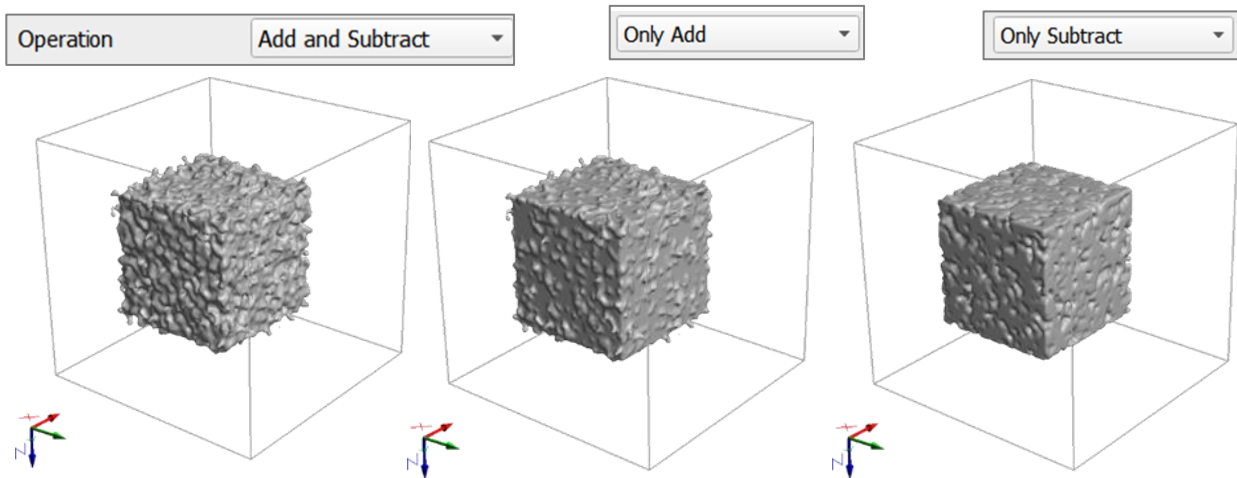 Operation
Add and Subtract
Only Add
Only Subtract
X
Z
X
Z
X
Z